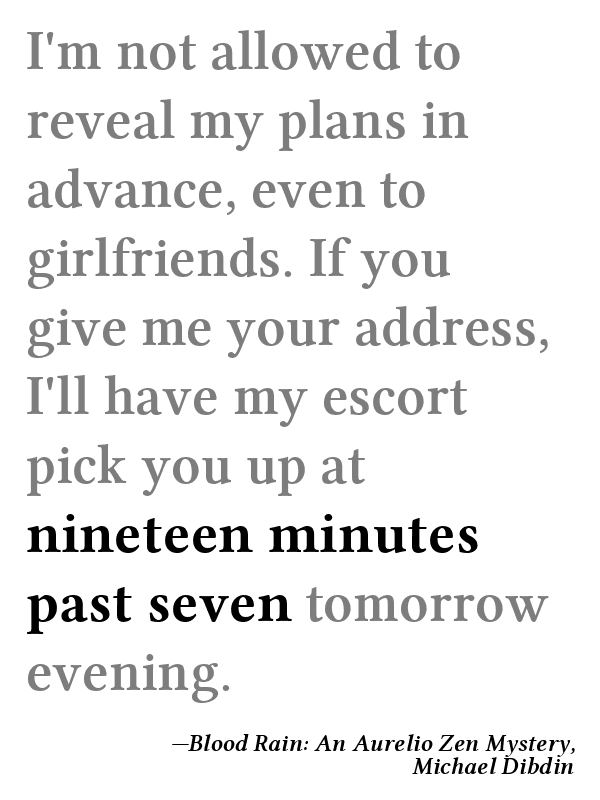 I'm not allowed to
reveal my plans in
advance, even to
girlfriends. If you
give me your address,
I'll have my escort
pick you up at
nineteen minutes
past seven tomorrow
evening.
—Blood Rain: An Aurelio Zen Mystery,
Michael Dibdin